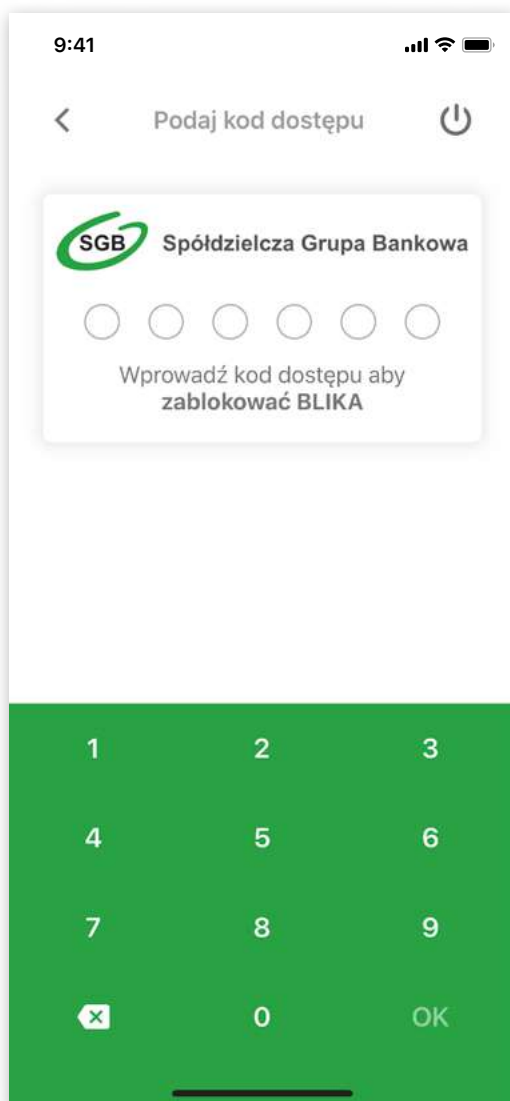 9:41
Podaj kod dostępu
SGB Spółdzielcza Grupa Bankowa
Wprowadź kod dostępu aby
zablokować BLIKA
1 2 3
4 5 6
7 8 9
0 OK